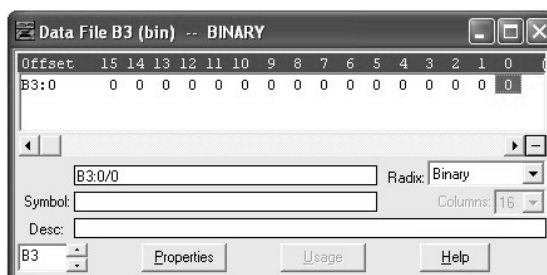 Data File B3 (bin) -- BINARY
Offset 15 14 13 12 11 10 9 8 7 6 5 4 3 2 1 0 (
B3:0 0 0 0 0 0 0 0 0 0 0 0 0 0 0 0 0
B3:0/0 Radix: Binary
Symbol: Columns: 16
Desc:
B3 Properties Usage Help